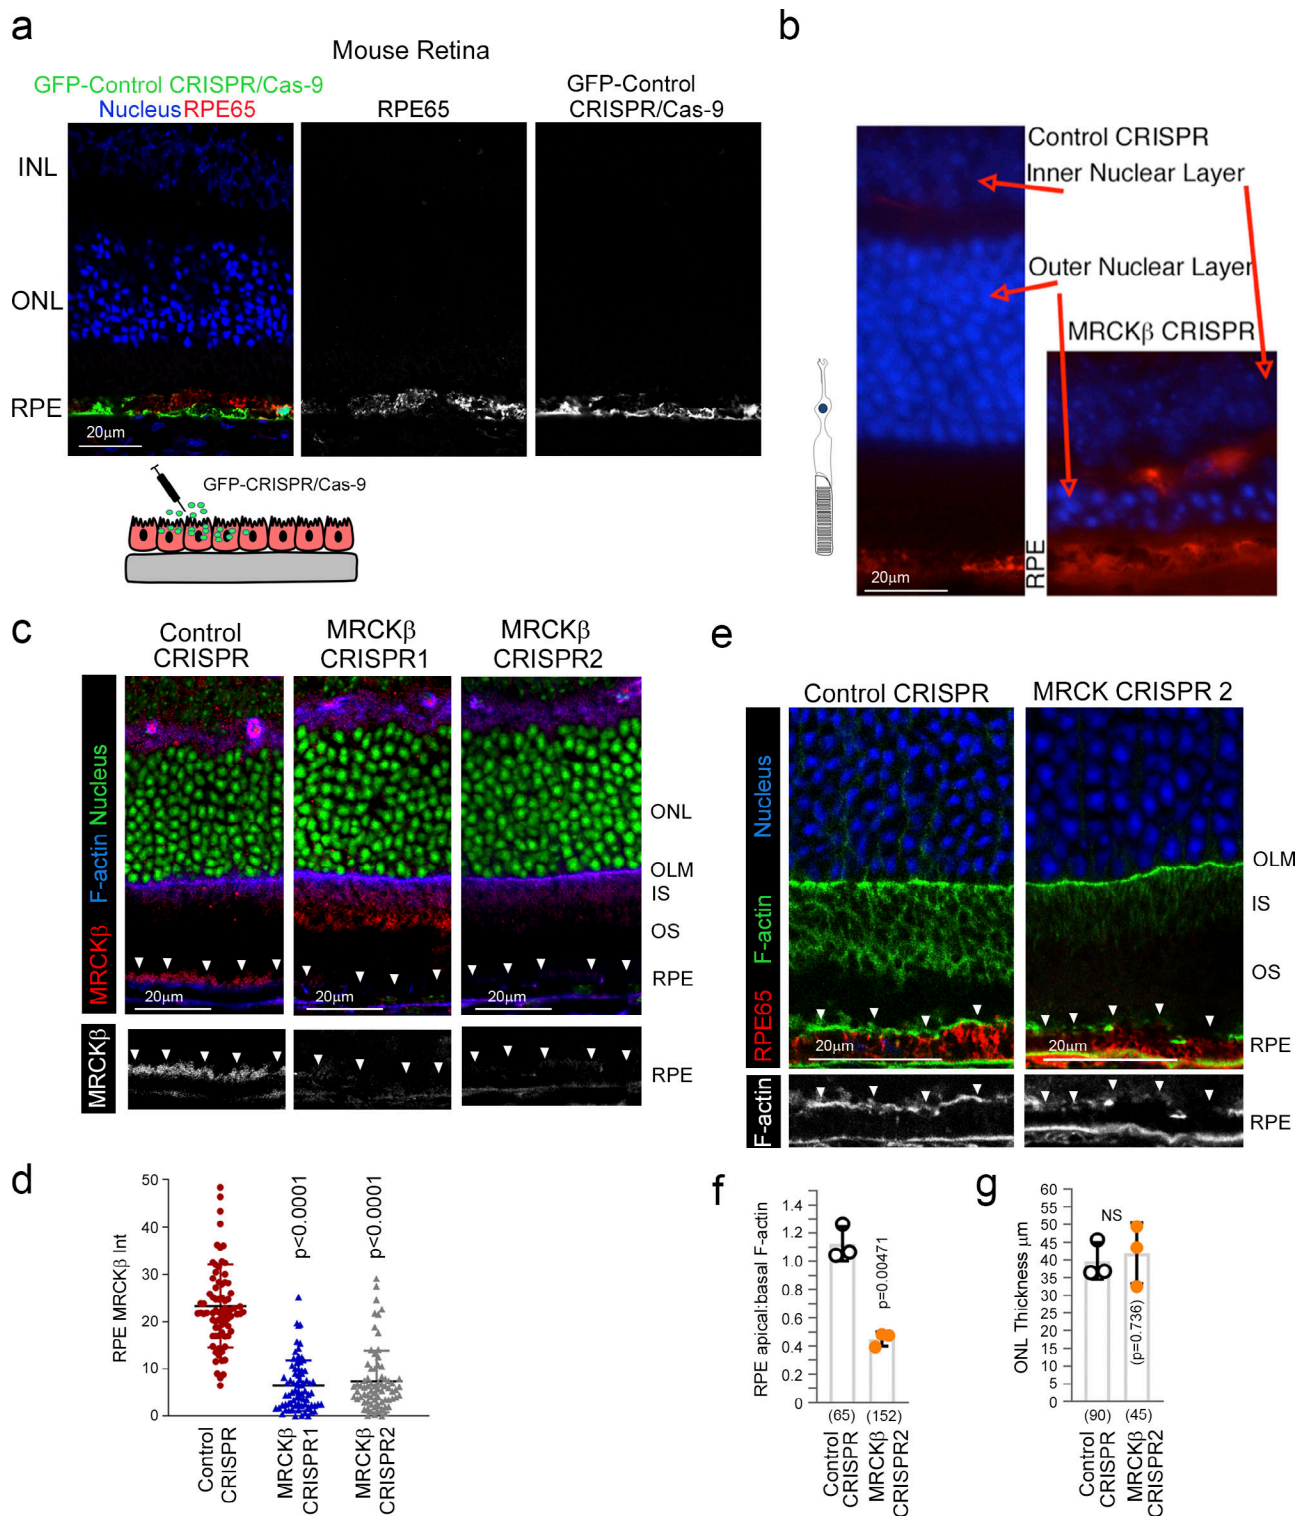 a
Mouse Retina
GFP-Control CRISPR/Cas-9
Nucleus RPE65
RPE65
GFP-Control
CRISPR/Cas-9
INL
ONL
RPE
20μm
GFP-CRISPR/Cas-9
b
Control CRISPR
Inner Nuclear Layer
Outer Nuclear Layer
MRCKβ CRISPR
RPE
20μm
c
Control
CRISPR
MRCKβ
CRISPR1
MRCKβ
CRISPR2
MRCKβ F-actin Nucleus
ONL
OLM
IS
OS
RPE
20μm
20μm
20μm
MRCKβ
RPE
d
RPE MRCKβ Int
50
40
30
20
10
0
p<0.0001
p<0.0001
Control
CRISPR
MRCKβ
CRISPR1
MRCKβ
CRISPR2
e
Control CRISPR
MRCK CRISPR 2
RPE65 F-actin Nucleus
OLM
IS
OS
RPE
20μm
20μm
F-actin
RPE
f
RPE apical:basal F-actin
1.4
1.2
1.0
0.8
0.6
0.4
0.2
0
p=0.00471
(65)
(152)
Control
CRISPR
MRCKβ
CRISPR2
g
ONL Thickness μm
60
55
50
45
40
35
30
25
20
15
10
5
0
NS
(p=0.736)
(90)
(45)
Control
CRISPR
MRCKβ
CRISPR2